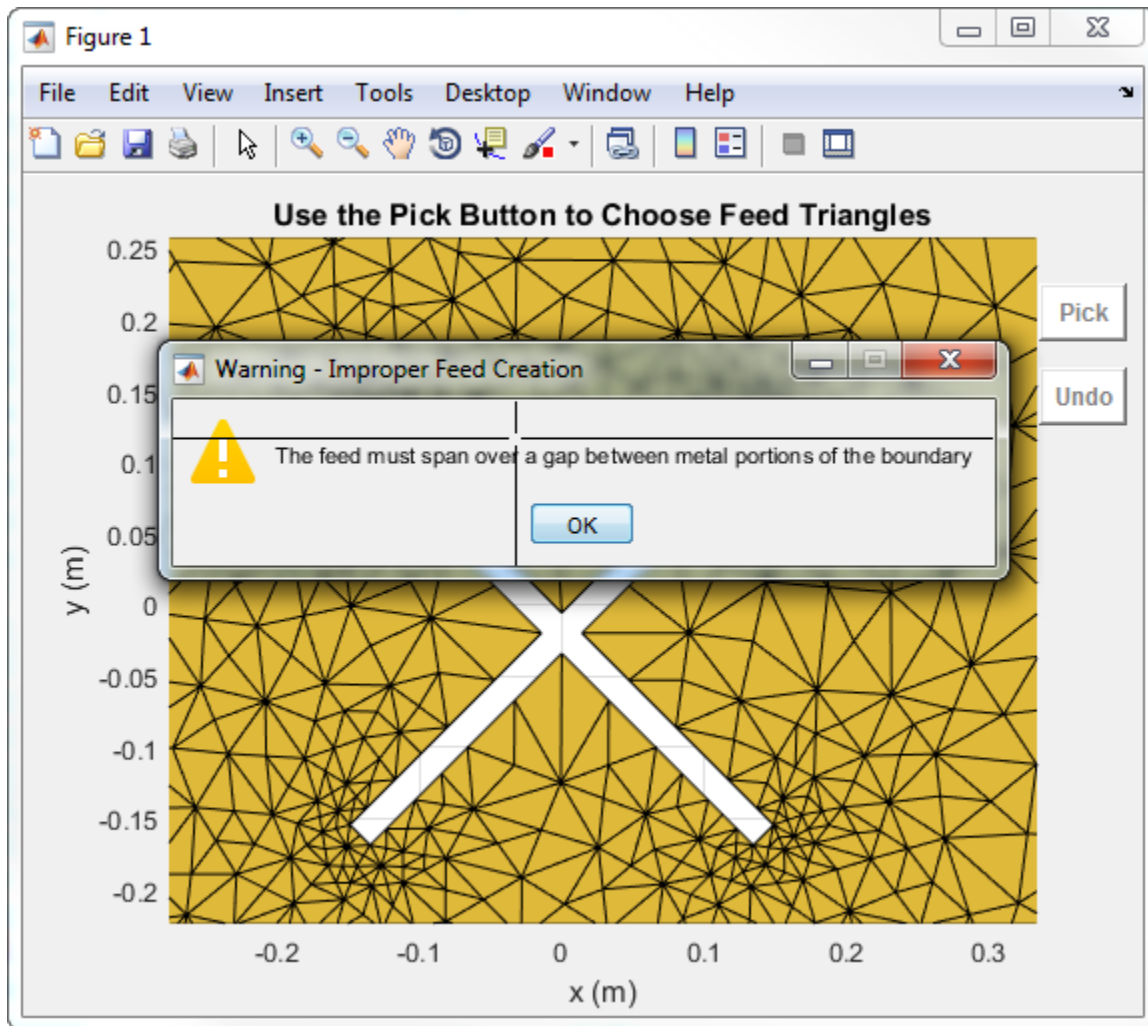 Figure 1
File Edit View Insert Tools Desktop Window Help
Use the Pick Button to Choose Feed Triangles
0.25
0.2
0.15
0.1
0.05
0
-0.05
-0.1
-0.15
-0.2
y (m)
Pick
Undo
Warning - Improper Feed Creation
The feed must span over a gap between metal portions of the boundary
OK
-0.2 -0.1 0 0.1 0.2 0.3
x (m)